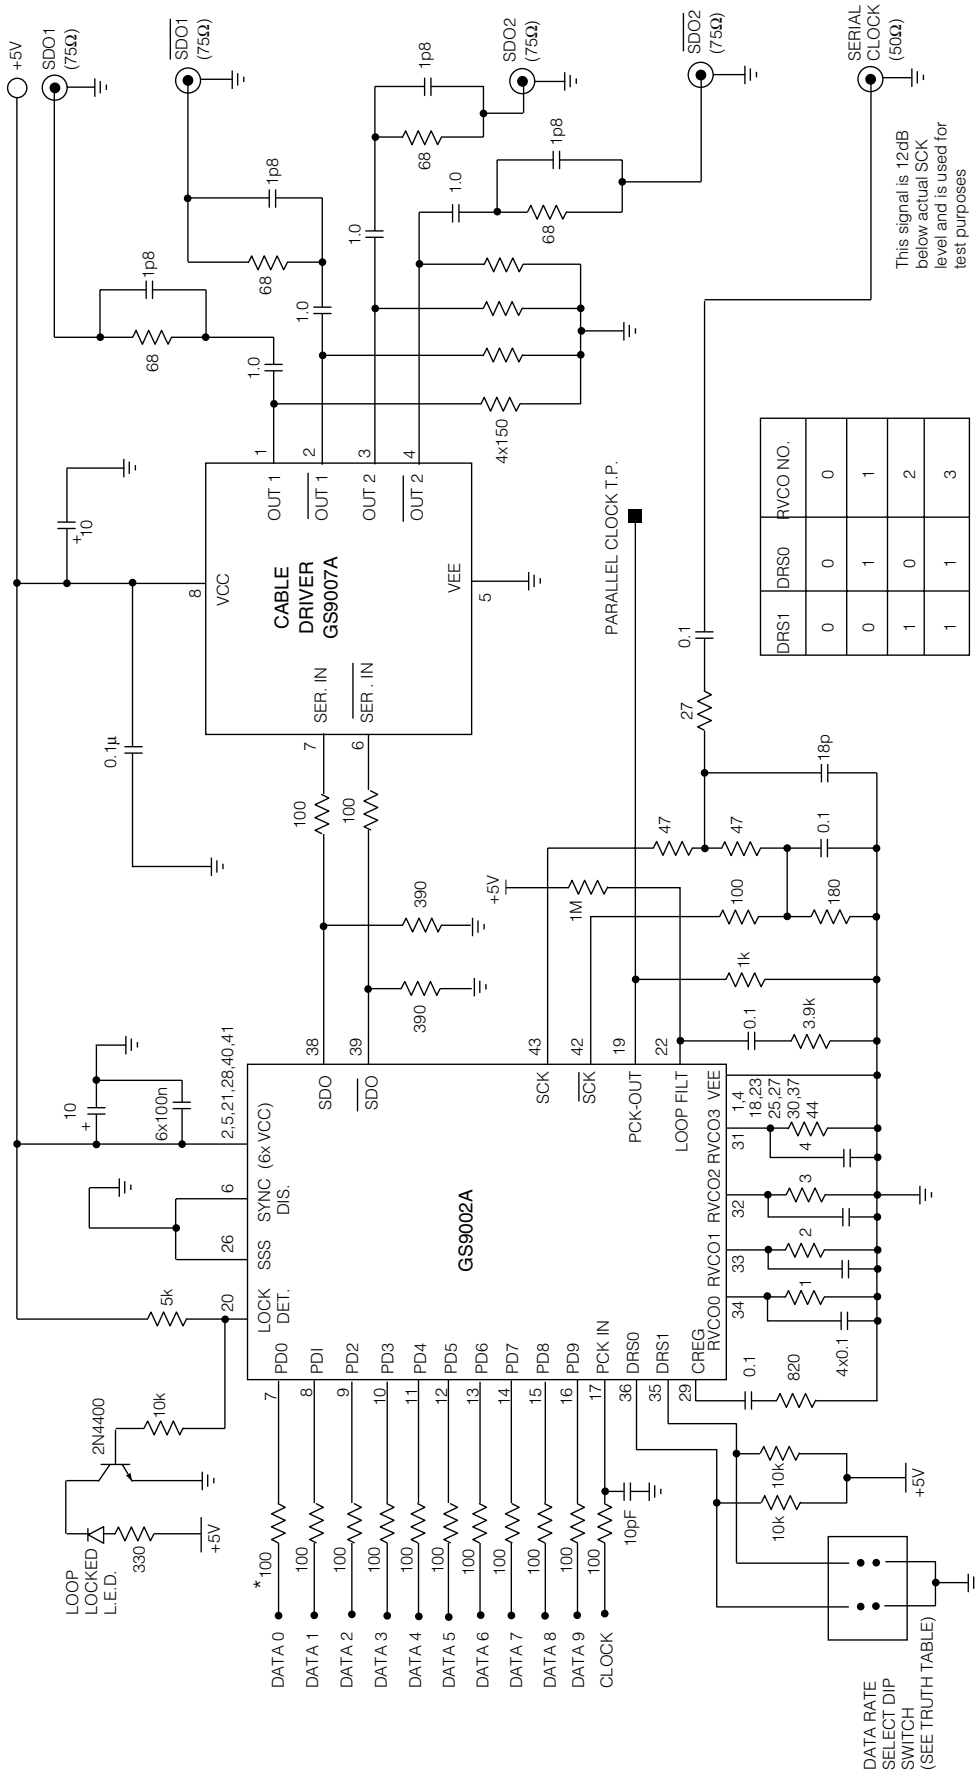 LOOP
LOCKED
L.E.D.
330
+5V
2N4400
10k
5k
10
+
6x100n
0.1µ
+
10
+5V
SDO1
(75Ω)
SDO1
(75Ω)
SDO2
(75Ω)
SDO2
(75Ω)
SERIAL
CLOCK
(50Ω)
68
1p8
1.0
68
1p8
1.0
68
1p8
1.0
68
1p8
1.0
4x150
20
26
6
2,5,21,28,40,41
LOCK
DET.
SSS
SYNC
DIS.
(6x VCC)
8
VCC
CABLE
DRIVER
GS9007A
SER. IN
SER . IN
7
6
OUT 1
OUT 1
OUT 2
OUT 2
1
2
3
4
VEE
5
100
100
390
390
38
39
SDO
SDO
GS9002A
DATA 0
DATA 1
DATA 2
DATA 3
DATA 4
DATA 5
DATA 6
DATA 7
DATA 8
DATA 9
CLOCK
*
100
100
100
100
100
100
100
100
100
100
100
10pF
7
8
9
10
11
12
13
14
15
16
17
36
35
29
PD0
PDI
PD2
PD3
PD4
PD5
PD6
PD7
PD8
PD9
PCK IN
DRS0
DRS1
CREG
RVCO0
RVCO1
RVCO2
RVCO3
VEE
34
33
32
31
1,4
18,23
25,27
30,37
44
SCK
SCK
PCK-OUT
LOOP FILT
43
42
19
22
+5V
1M
PARALLEL CLOCK T.P.
47
47
100
180
0.1
18p
27
0.1
1k
0.1
3.9k
0.1
820
4x0.1
1
2
3
4
10k
10k
+5V
DATA RATE
SELECT DIP
SWITCH
(SEE TRUTH TABLE)
DRS1 DRS0 RVCO NO.
0 0 0
0 1 1
1 0 2
1 1 3
This signal is 12dB
below actual SCK
level and is used for
test purposes